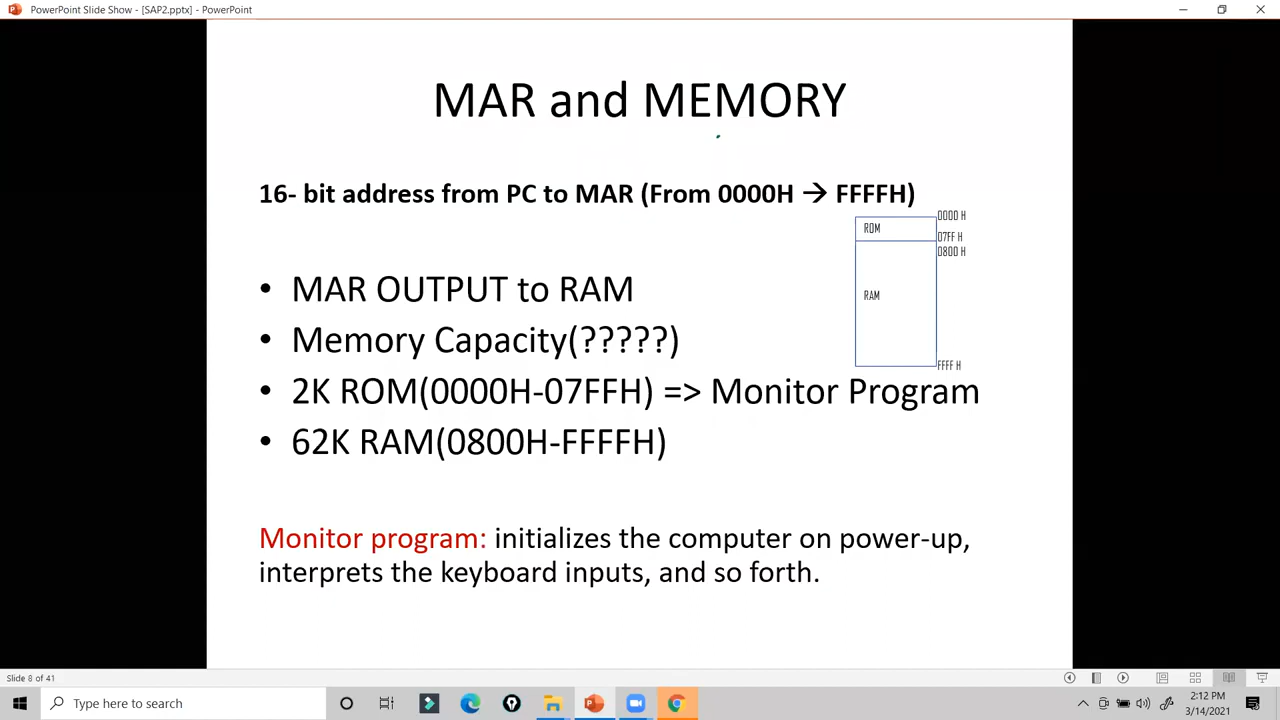 PowerPoint Slide Show - [SAP2.pptx] - PowerPoint
MAR and MEMORY
16- bit address from PC to MAR (From 0000H → FFFFH)
0000 H
ROM
07FF H
0800 H
RAM
FFFF H
• MAR OUTPUT to RAM
• Memory Capacity(?????)
• 2K ROM(0000H-07FFH) => Monitor Program
• 62K RAM(0800H-FFFFH)
Monitor program: initializes the computer on power-up,
interprets the keyboard inputs, and so forth.
Slide 8 of 41
Type here to search
2:12 PM
3/14/2021